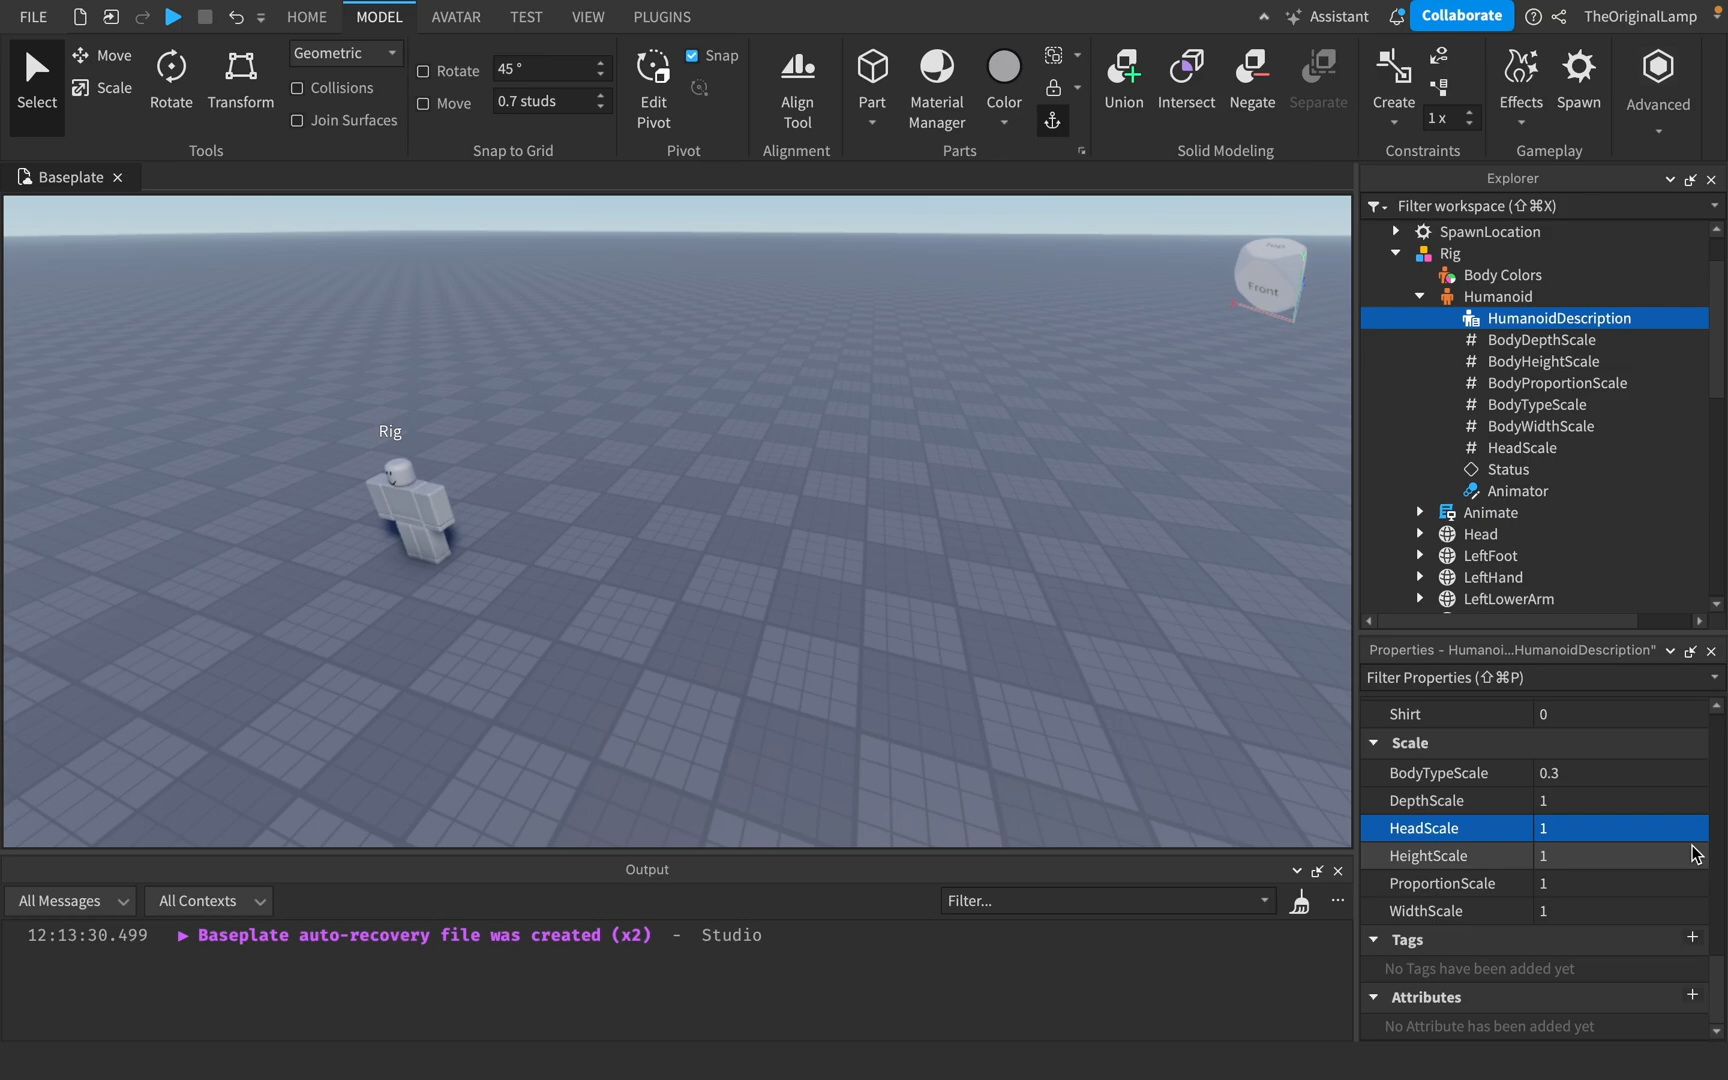 FILE HOME MODEL AVATAR TEST VIEW PLUGINS Assistant Collaborate TheOriginalLamp
Select Move Scale Rotate Transform Geometric Collisions Join Surfaces
Tools
Rotate 45 °
Move 0.7 studs
Snap to Grid
Edit Pivot Snap
Pivot
Align Tool
Alignment
Part Material Manager Color
Parts
Union Intersect Negate Separate
Solid Modeling
Create 1 x
Constraints
Effects Spawn
Gameplay
Advanced
Baseplate
Rig
Top
Front
Explorer
Filter workspace (⇧⌘X)
SpawnLocation
Rig
Body Colors
Humanoid
HumanoidDescription
BodyDepthScale
BodyHeightScale
BodyProportionScale
BodyTypeScale
BodyWidthScale
HeadScale
Status
Animator
Animate
Head
LeftFoot
LeftHand
LeftLowerArm
Properties - Humanoi...HumanoidDescription"
Filter Properties (⇧⌘P)
Shirt 0
Scale
BodyTypeScale 0.3
DepthScale 1
HeadScale 1
HeightScale 1
ProportionScale 1
WidthScale 1
Tags
No Tags have been added yet
Attributes
No Attribute has been added yet
Output
All Messages All Contexts Filter...
12:13:30.499 Baseplate auto-recovery file was created (x2) - Studio